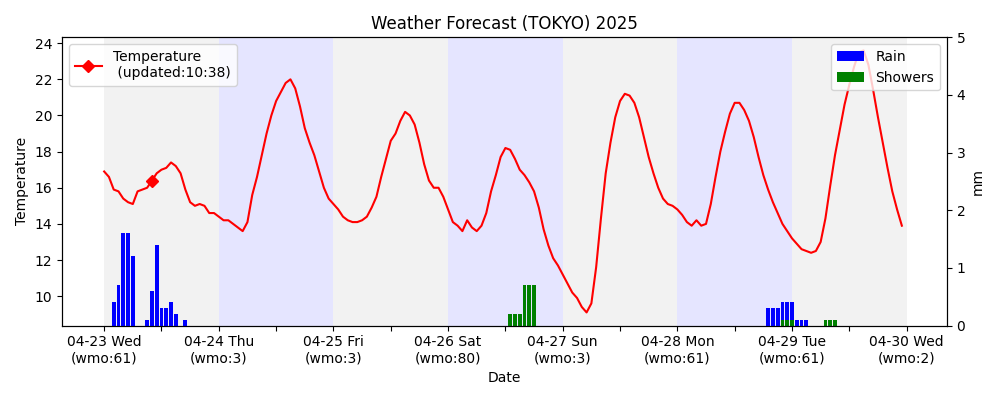 Weather Forecast (TOKYO) 2025
Temperature
(updated:10:38)
Rain
Showers
Temperature
24
22
20
18
16
14
12
10
5
4
3
2
1
0
mm
04-23 Wed
(wmo:61)
04-24 Thu
(wmo:3)
04-25 Fri
(wmo:3)
04-26 Sat
(wmo:80)
04-27 Sun
(wmo:3)
04-28 Mon
(wmo:61)
04-29 Tue
(wmo:61)
04-30 Wed
(wmo:2)
Date